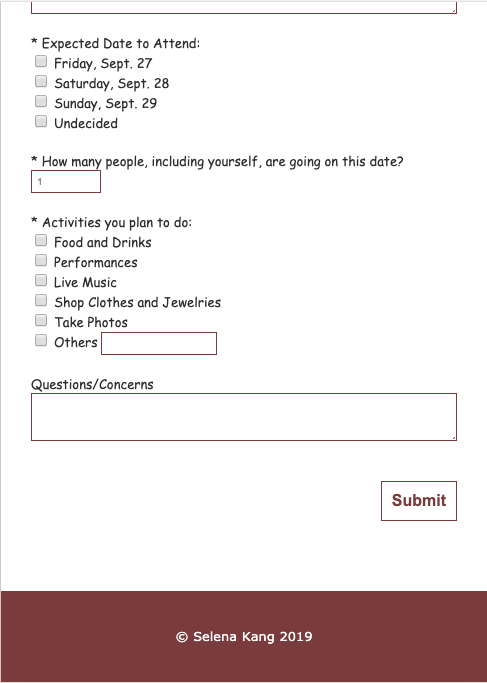 * Expected Date to Attend:
Friday, Sept. 27
Saturday, Sept. 28
Sunday, Sept. 29
Undecided
* How many people, including yourself, are going on this date?
1
* Activities you plan to do:
Food and Drinks
Performances
Live Music
Shop Clothes and Jewelries
Take Photos
Others
Questions/Concerns
Submit
© Selena Kang 2019